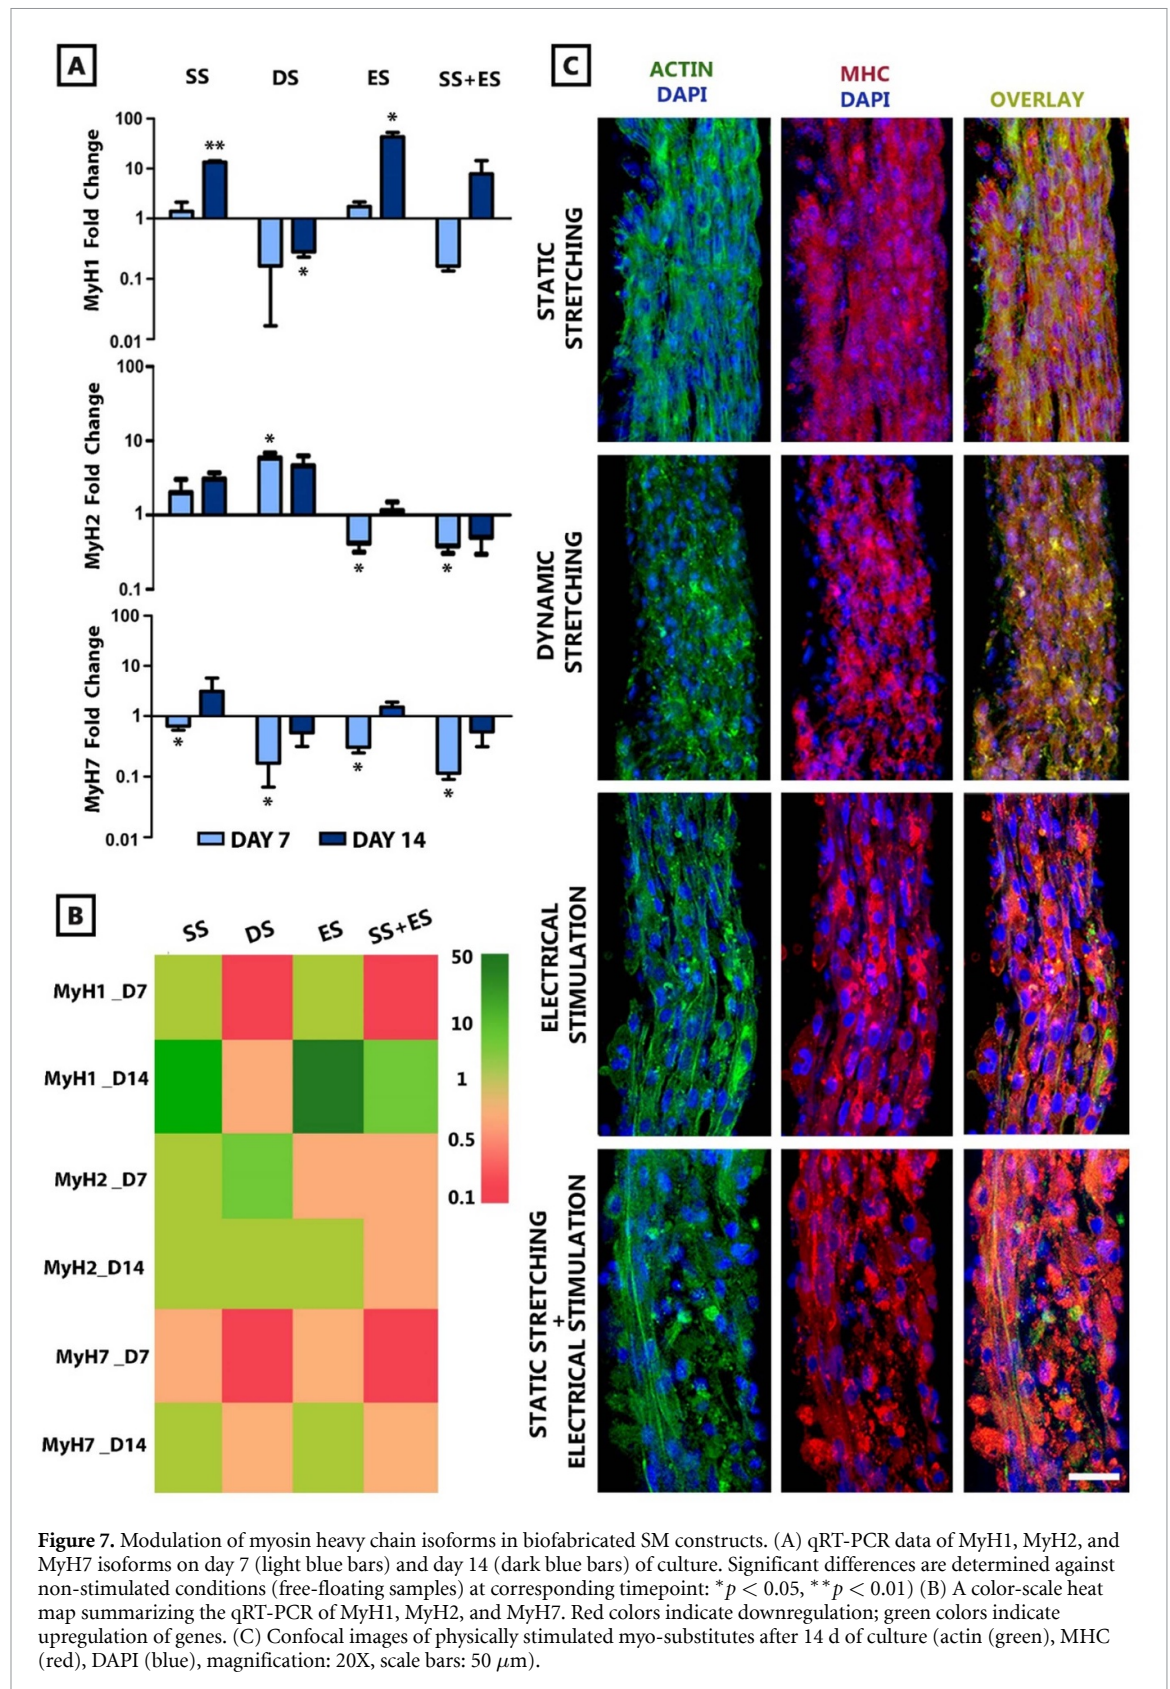 A
SS DS ES SS+ES
MyH1 Fold Change
100
10
1
0.1
0.01
**
*
*
MyH2 Fold Change
100
10
1
0.1
*
*
*
MyH7 Fold Change
100
10
1
0.1
0.01
*
*
*
*
DAY 7 DAY 14
B
SS DS ES SS+ES
MyH1 _D7
MyH1 _D14
MyH2 _D7
MyH2_D14
MyH7 _D7
MyH7 _D14
50
10
1
0.5
0.1
C
ACTIN
DAPI
MHC
DAPI
OVERLAY
STATIC
STRETCHING
DYNAMIC
STRETCHING
ELECTRICAL
STIMULATION
STATIC STRETCHING
+
ELECTRICAL STIMULATION
Figure 7. Modulation of myosin heavy chain isoforms in biofabricated SM constructs. (A) qRT-PCR data of MyH1, MyH2, and
MyH7 isoforms on day 7 (light blue bars) and day 14 (dark blue bars) of culture. Significant differences are determined against
non-stimulated conditions (free-floating samples) at corresponding timepoint: *p < 0.05, **p < 0.01) (B) A color-scale heat
map summarizing the qRT-PCR of MyH1, MyH2, and MyH7. Red colors indicate downregulation; green colors indicate
upregulation of genes. (C) Confocal images of physically stimulated myo-substitutes after 14 d of culture (actin (green), MHC
(red), DAPI (blue), magnification: 20X, scale bars: 50 μm).